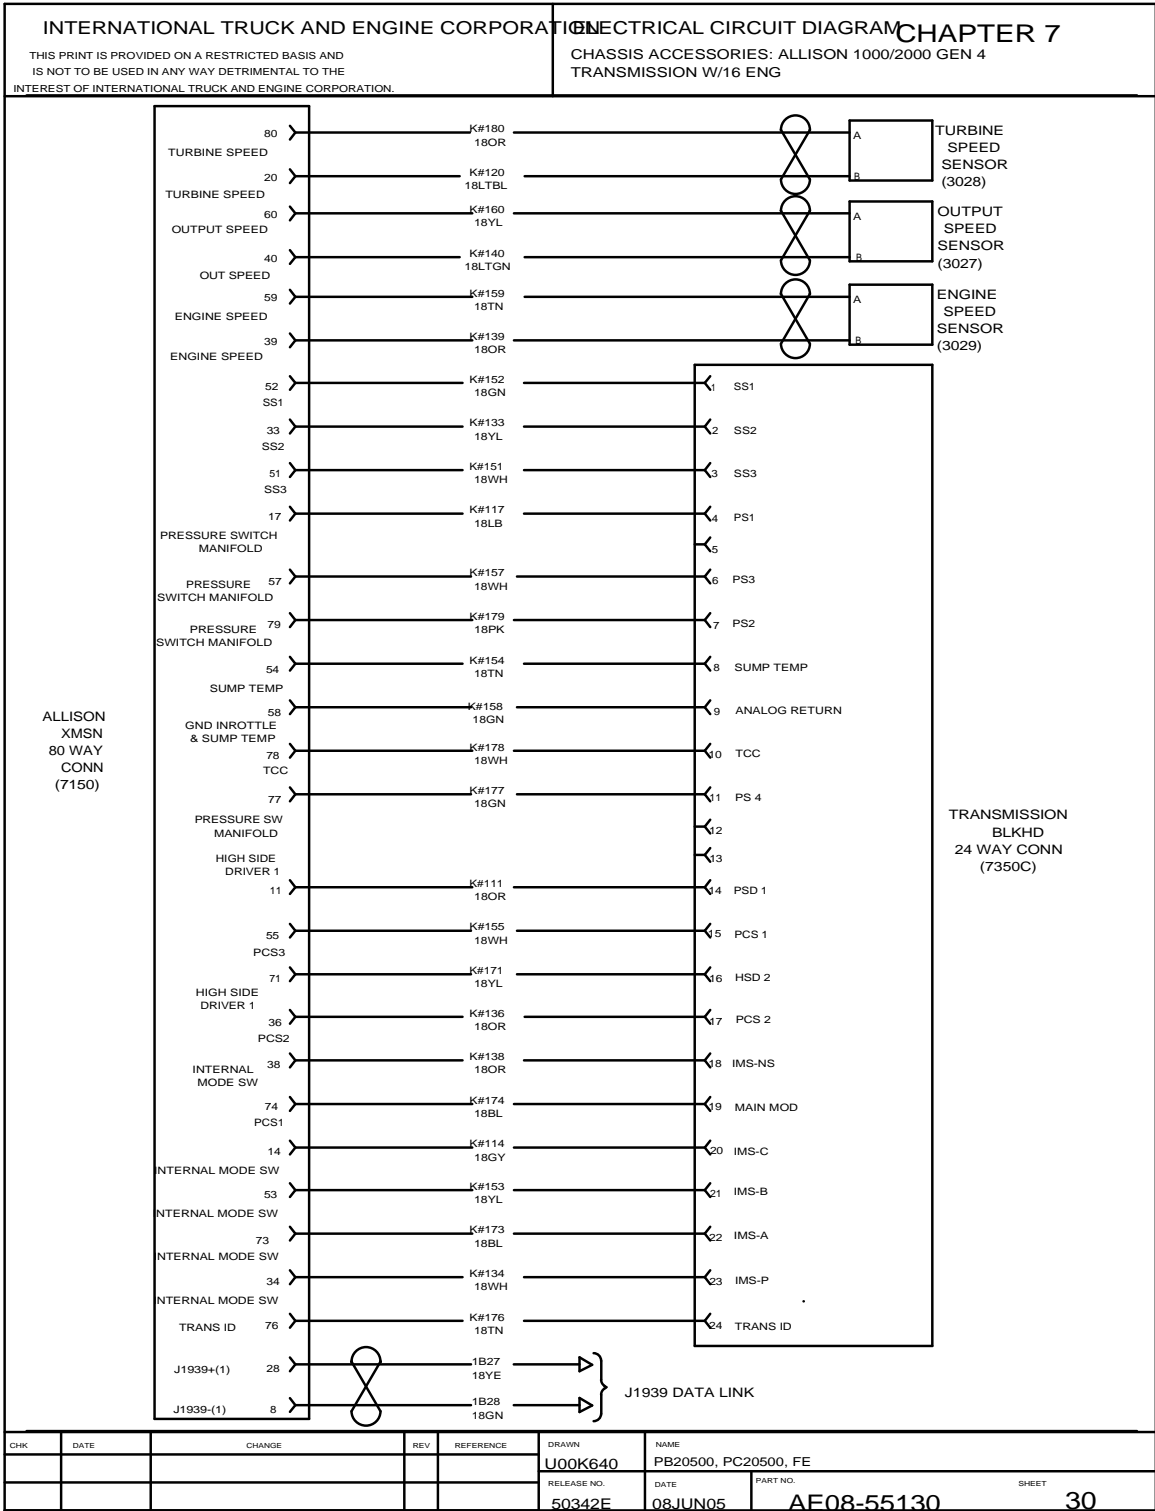 INTERNATIONAL TRUCK AND ENGINE CORPORATION
ELECTRICAL CIRCUIT DIAGRAM
CHAPTER 7
THIS PRINT IS PROVIDED ON A RESTRICTED BASIS AND
IS NOT TO BE USED IN ANY WAY DETRIMENTAL TO THE
INTEREST OF INTERNATIONAL TRUCK AND ENGINE CORPORATION.
CHASSIS ACCESSORIES: ALLISON 1000/2000 GEN 4
TRANSMISSION W/16 ENG
80
TURBINE SPEED
K#180
18OR
A
20
TURBINE SPEED
K#120
18LTBL
B
TURBINE
SPEED
SENSOR
(3028)
60
OUTPUT SPEED
K#160
18YL
A
40
OUT SPEED
K#140
18LTGN
B
OUTPUT
SPEED
SENSOR
(3027)
59
ENGINE SPEED
K#159
18TN
A
39
ENGINE SPEED
K#139
18OR
B
ENGINE
SPEED
SENSOR
(3029)
52
SS1
K#152
18GN
1 SS1
33
SS2
K#133
18YL
2 SS2
51
SS3
K#151
18WH
3 SS3
17
PRESSURE SWITCH
MANIFOLD
K#117
18LB
4 PS1
5
PRESSURE 57
SWITCH MANIFOLD
K#157
18WH
6 PS3
PRESSURE 79
SWITCH MANIFOLD
K#179
18PK
7 PS2
54
SUMP TEMP
K#154
18TN
8 SUMP TEMP
58
GND INROTTLE
& SUMP TEMP
K#158
18GN
9 ANALOG RETURN
78
TCC
K#178
18WH
10 TCC
77
PRESSURE SW
MANIFOLD
K#177
18GN
11 PS 4
12
13
HIGH SIDE
DRIVER 1
11
K#111
18OR
14 PSD 1
55
PCS3
K#155
18WH
15 PCS 1
71
HIGH SIDE
DRIVER 1
K#171
18YL
16 HSD 2
36
PCS2
K#136
18OR
17 PCS 2
INTERNAL 38
MODE SW
K#138
18OR
18 IMS-NS
74
PCS1
K#174
18BL
19 MAIN MOD
14
INTERNAL MODE SW
K#114
18GY
20 IMS-C
53
INTERNAL MODE SW
K#153
18YL
21 IMS-B
73
INTERNAL MODE SW
K#173
18BL
22 IMS-A
34
INTERNAL MODE SW
K#134
18WH
23 IMS-P
TRANS ID 76
K#176
18TN
24 TRANS ID
J1939+(1) 28
1B27
18YE
J1939-(1) 8
1B28
18GN
J1939 DATA LINK
ALLISON
XMSN
80 WAY
CONN
(7150)
TRANSMISSION
BLKHD
24 WAY CONN
(7350C)
CHK DATE CHANGE REV REFERENCE
DRAWN
U00K640
NAME
PB20500, PC20500, FE
RELEASE NO.
50342E
DATE
08JUN05
PART NO.
AE08-55130
SHEET
30